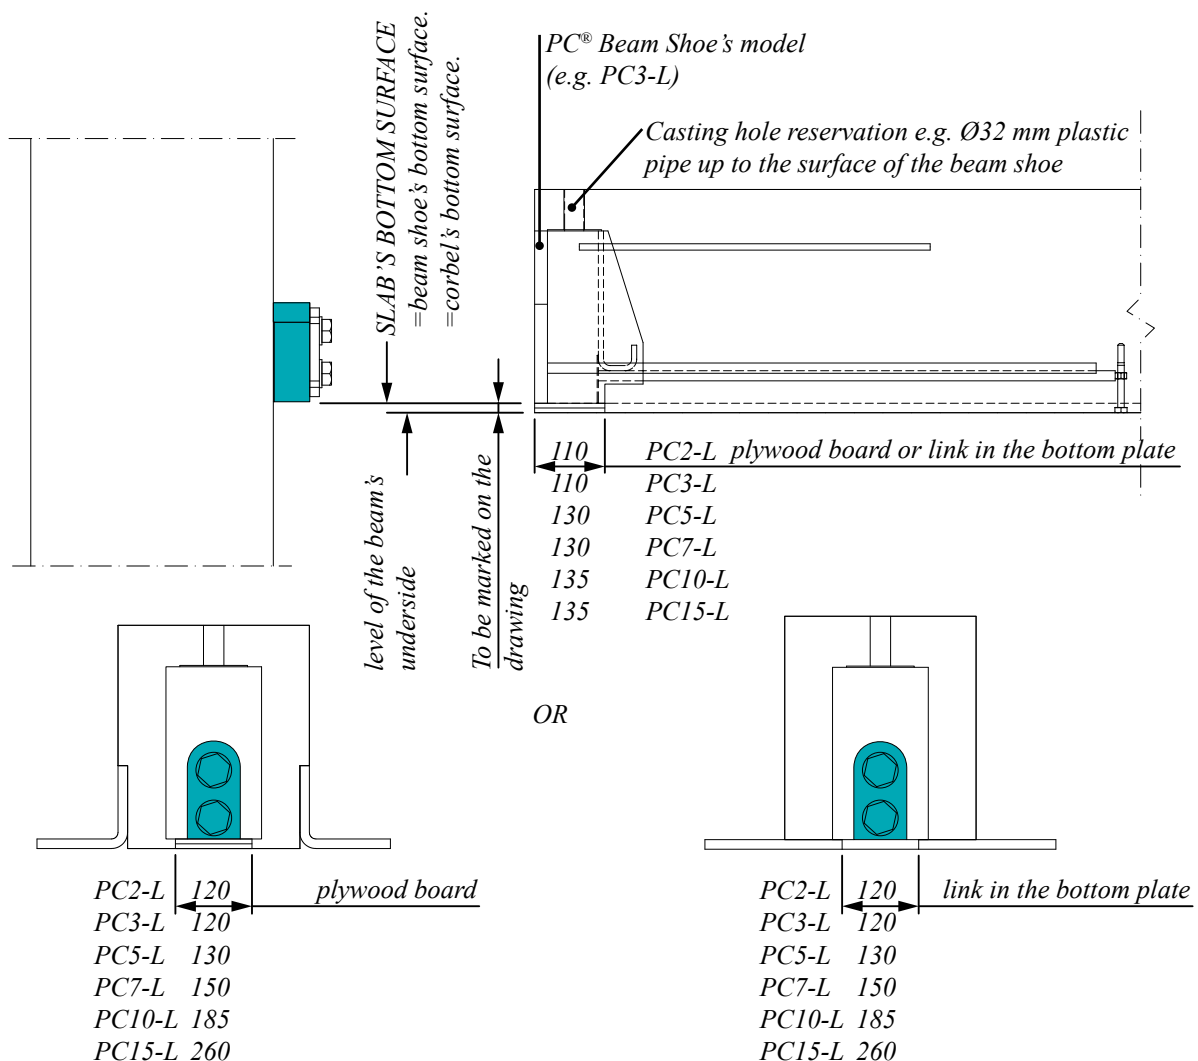 PC® Beam Shoe's model
(e.g. PC3-L)
Casting hole reservation e.g. Ø32 mm plastic
pipe up to the surface of the beam shoe
SLAB'S BOTTOM SURFACE
=beam shoe's bottom surface.
=corbel's bottom surface.
level of the beam's
underside
To be marked on the
drawing
110 PC2-L plywood board or link in the bottom plate
110 PC3-L
130 PC5-L
130 PC7-L
135 PC10-L
135 PC15-L
OR
PC2-L 120 plywood board
PC3-L 120
PC5-L 130
PC7-L 150
PC10-L 185
PC15-L 260
PC2-L 120 link in the bottom plate
PC3-L 120
PC5-L 130
PC7-L 150
PC10-L 185
PC15-L 260